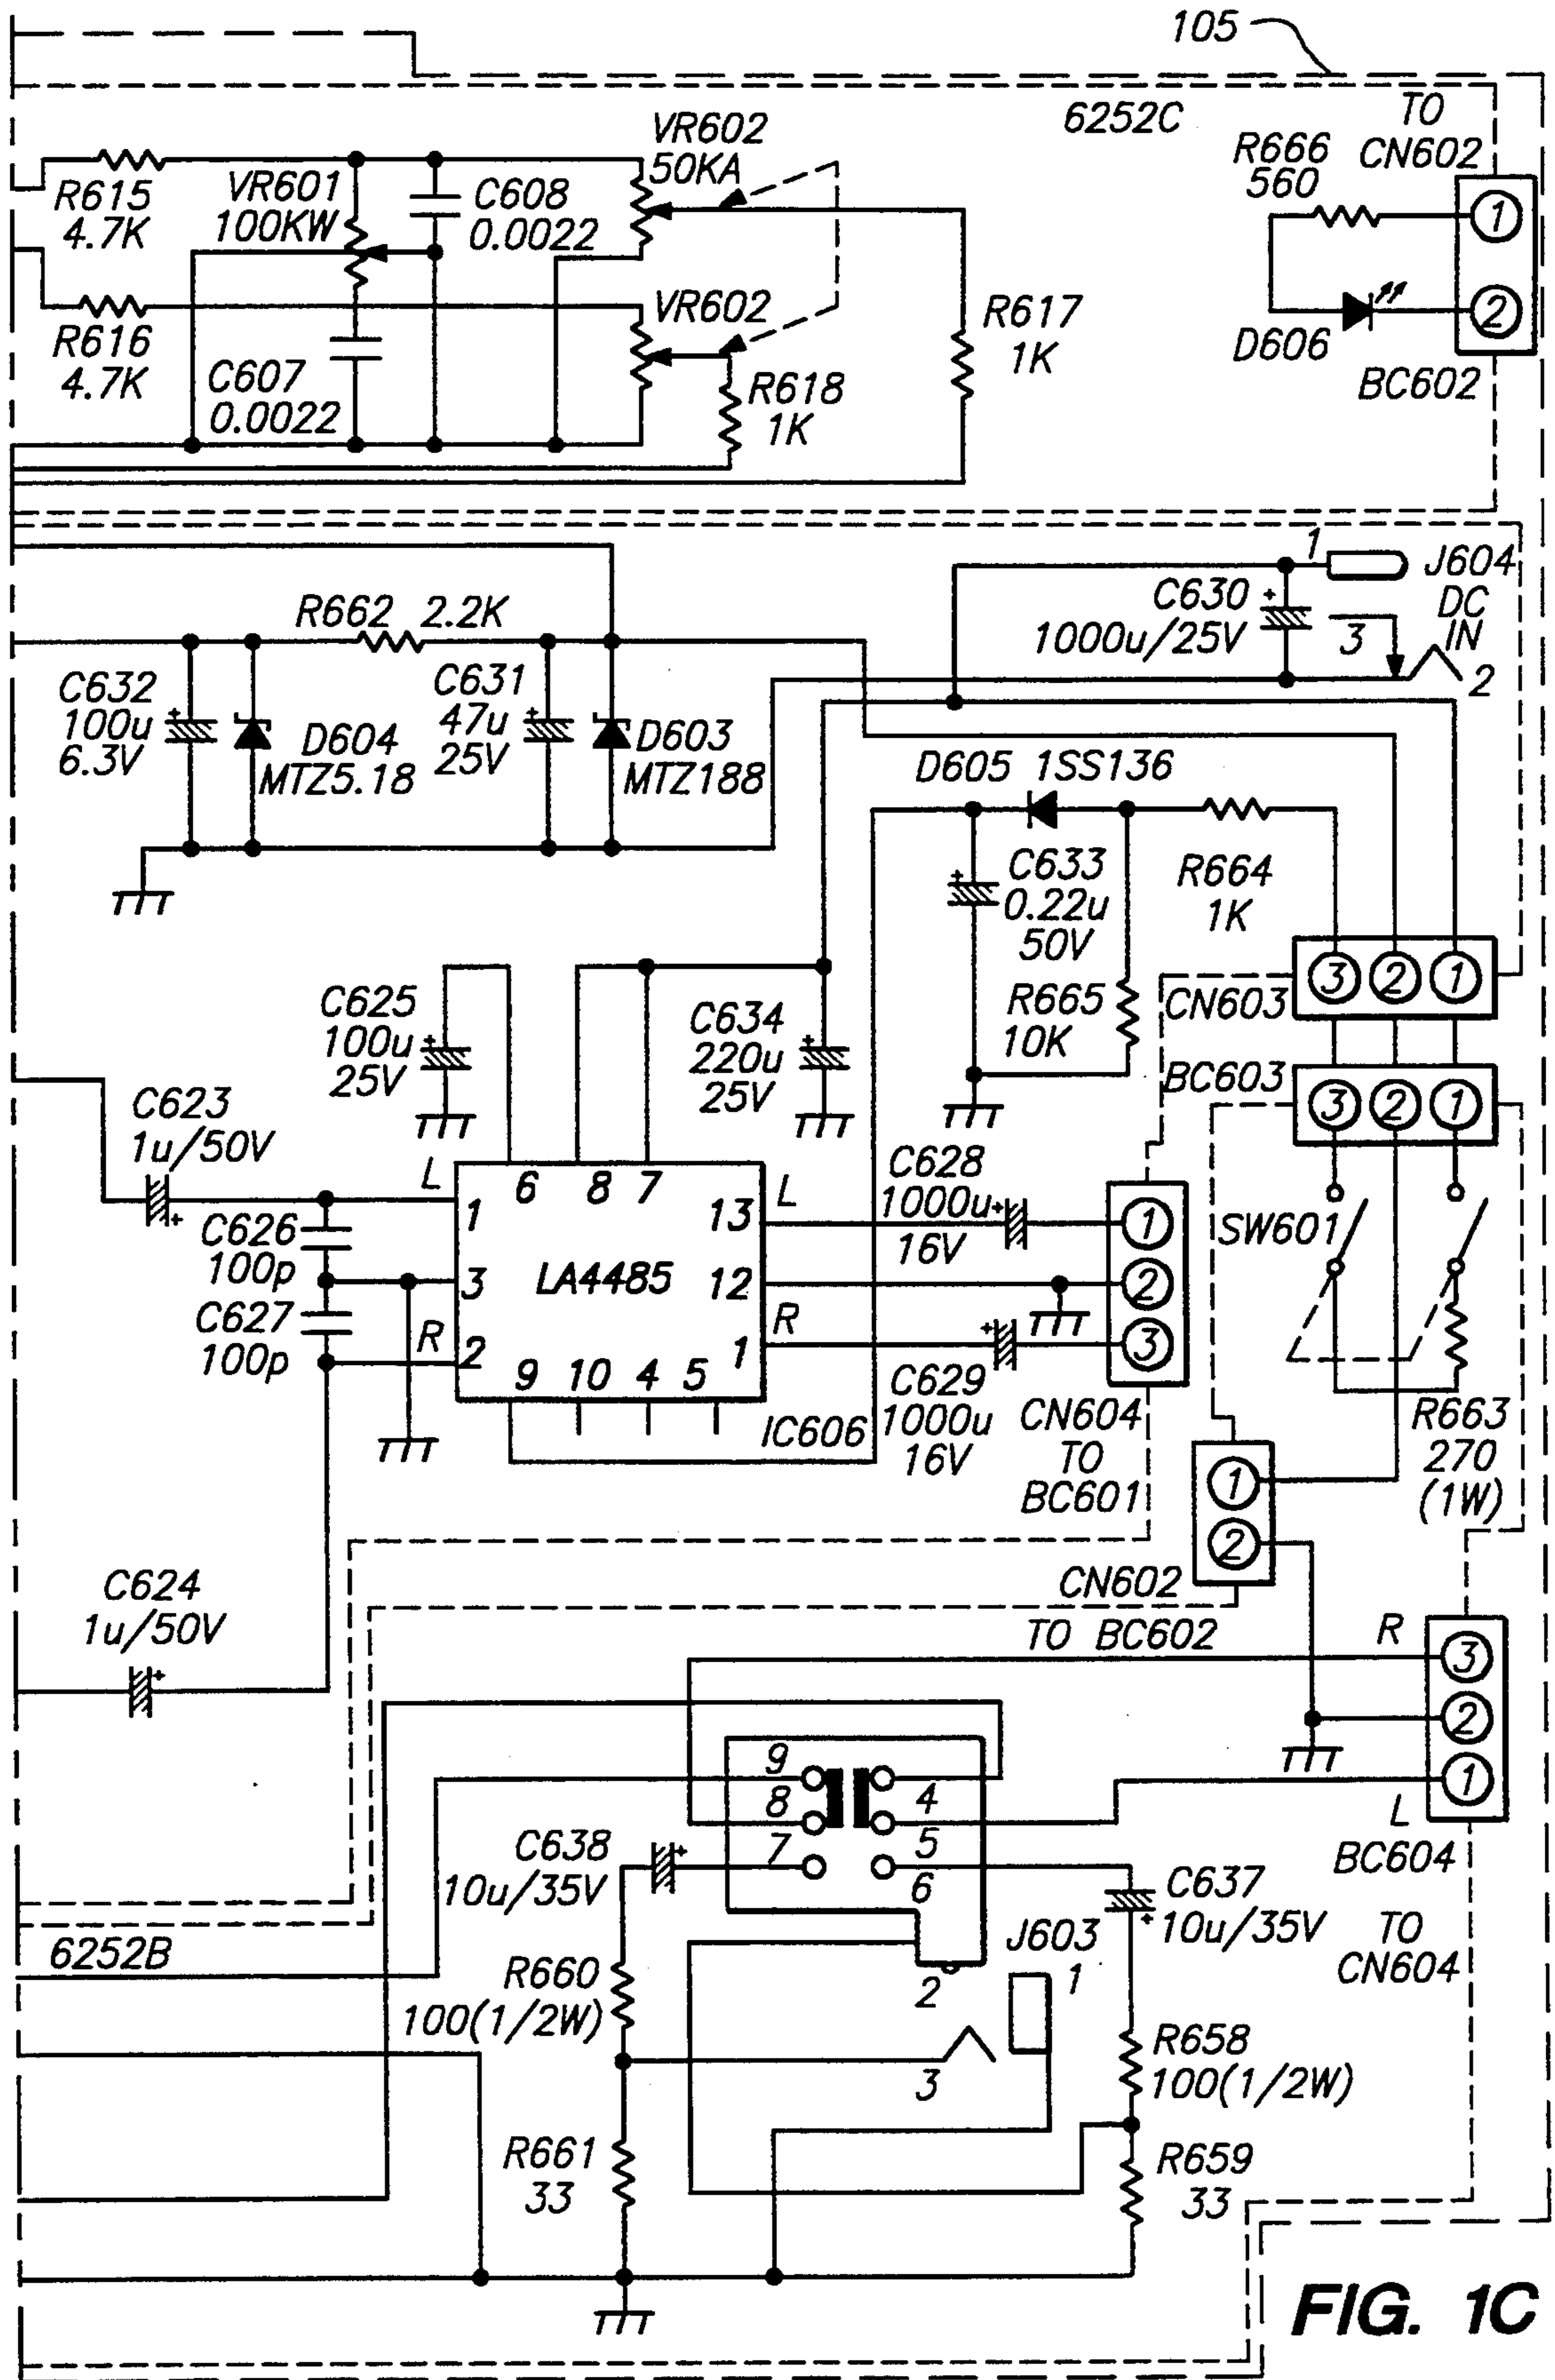 105
6252C
TO
CN602
R666
560
1
2
D606
BC602
VR602
50KA
R615
4.7K
VR601
100KW
C608
0.0022
R616
4.7K
C607
0.0022
VR602
R618
1K
R617
1K
1
J604
DC
IN
3
2
C630
+
1000u/25V
R662 2.2K
C632
100u
6.3V
+
D604
MTZ5.18
C631
47u
25V
+
D603
MTZ188
D605 1SS136
C633
0.22u
50V
+
R664
1K
R665
10K
CN603
3 2 1
BC603
3 2 1
C625
100u
25V
+
C634
220u
25V
+
C623
1u/50V
+
L
6 8 7
1
13
L
C626
100p
3
LA4485
12
C627
100p
R
2
1
R
9 10 4 5
IC606
C628
1000u+
16V
1
2
3
+
C629
1000u
16V
CN604
TO
BC601
SW601
R663
270
(1W)
1
2
CN602
TO BC602
C624
1u/50V
+
R
3
2
1
L
BC604
TO
CN604
9
8
7
4
5
6
C638
10u/35V
+
C637
10u/35V
+
J603
1
2
3
6252B
R660
100(1/2W)
R658
100(1/2W)
R661
33
R659
33
FIG. 1C